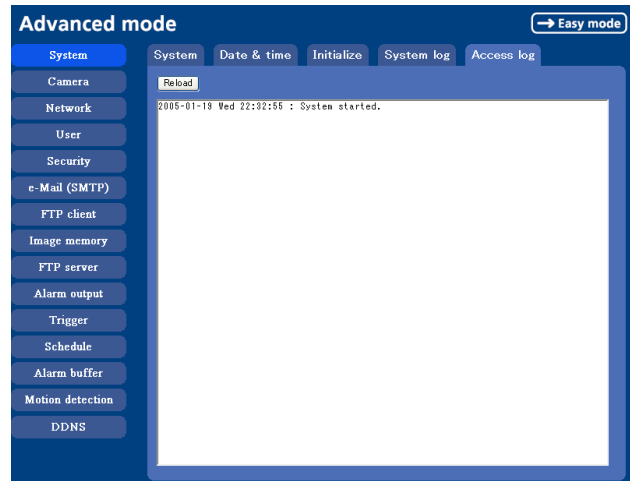 Advanced mode
→ Easy mode
System
Camera
Network
User
Security
e-Mail (SMTP)
FTP client
Image memory
FTP server
Alarm output
Trigger
Schedule
Alarm buffer
Motion detection
DDNS
System Date & time Initialize System log Access log
Reload
2005-01-19 Wed 22:32:55 : System started.